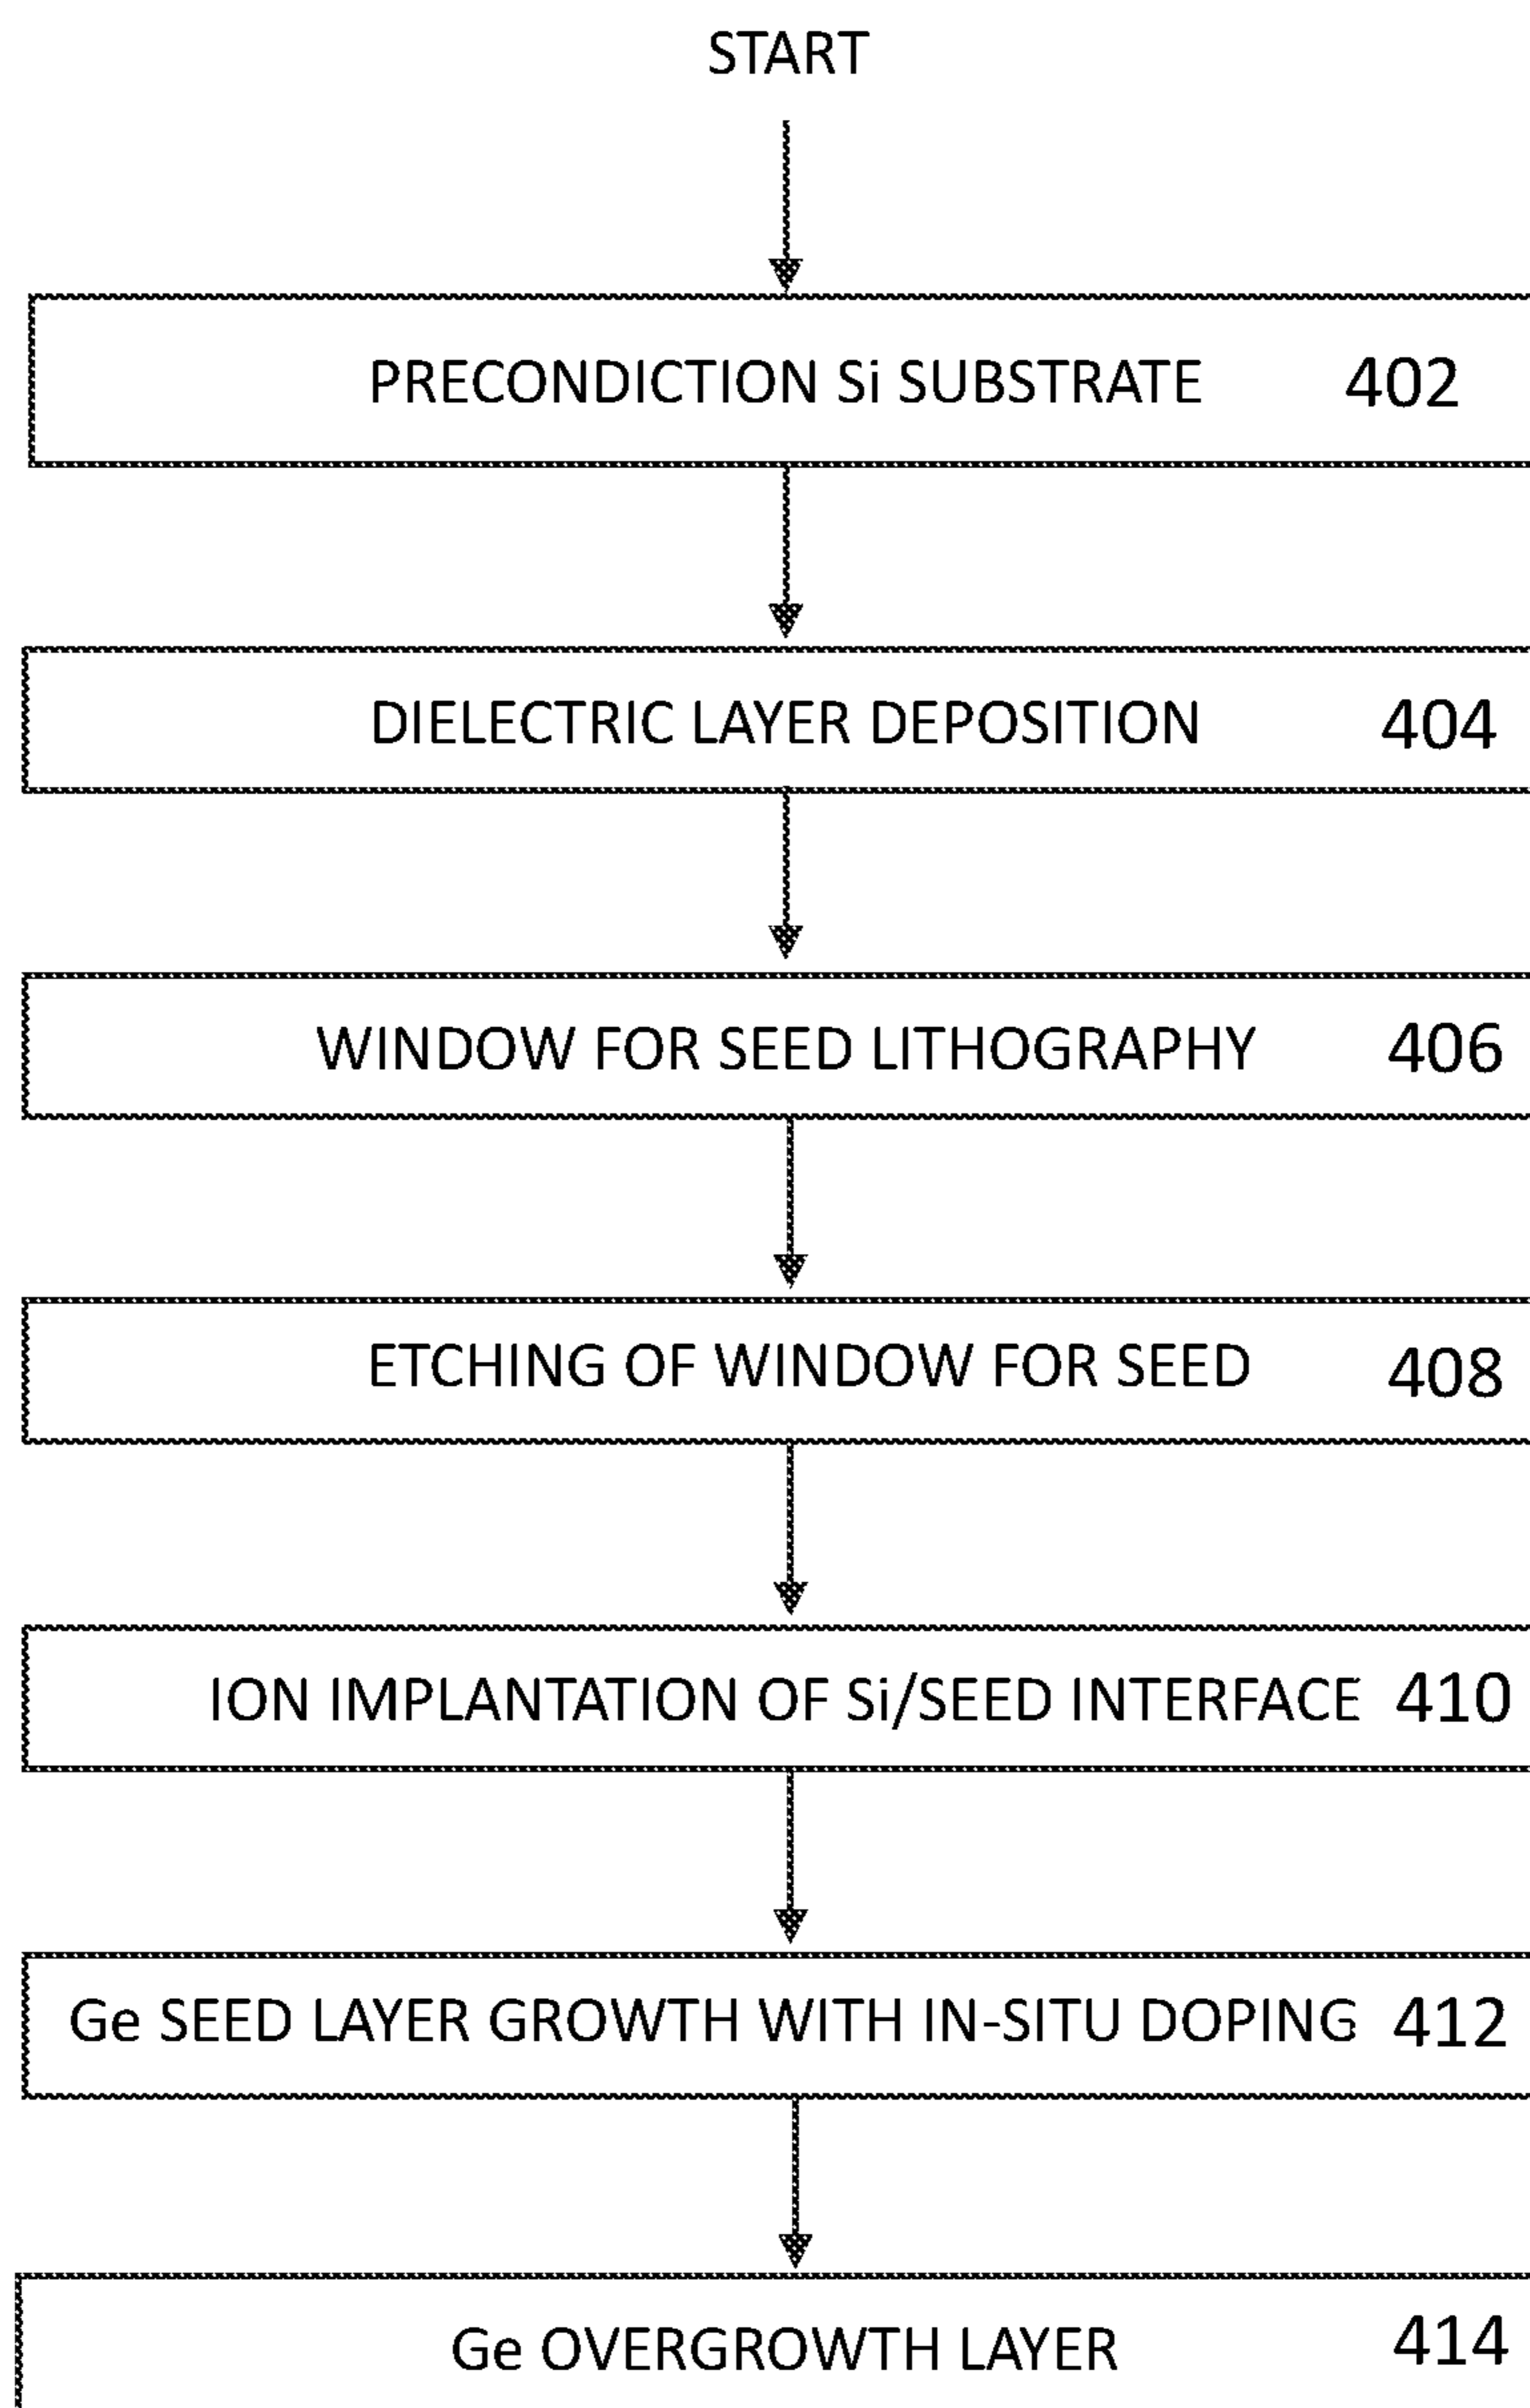 START
PRECONDICTION Si SUBSTRATE 402
DIELECTRIC LAYER DEPOSITION 404
WINDOW FOR SEED LITHOGRAPHY 406
ETCHING OF WINDOW FOR SEED 408
ION IMPLANTATION OF Si/SEED INTERFACE 410
Ge SEED LAYER GROWTH WITH IN-SITU DOPING 412
Ge OVERGROWTH LAYER 414